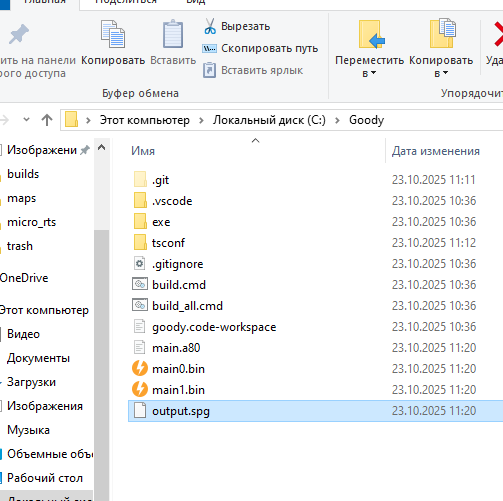 Главная Поделиться Вид
Вырезать
Скопировать путь
Вставить ярлык
ить на панели
рого доступа
Копировать
Вставить
Переместить
в
Копировать
в
Уда
Буфер обмена
Упорядочит
Этот компьютер > Локальный диск (C:) > Goody
Имя
Дата изменения
Изображени
builds
maps
micro_rts
trash
OneDrive
Этот компьютер
Видео
Документы
Загрузки
Изображения
Музыка
Объемные объ
Рабочий стол
Локальный дис
.git 23.10.2025 11:11
.vscode 23.10.2025 10:36
exe 23.10.2025 10:36
tsconf 23.10.2025 11:12
.gitignore 23.10.2025 10:36
build.cmd 23.10.2025 10:36
build_all.cmd 23.10.2025 10:36
goody.code-workspace 23.10.2025 10:36
main.a80 23.10.2025 11:20
main0.bin 23.10.2025 11:20
main1.bin 23.10.2025 11:20
output.spg 23.10.2025 11:20